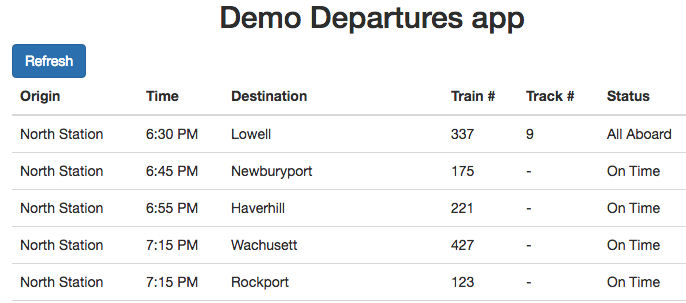 Demo Departures app
Refresh
Origin Time Destination Train # Track # Status
North Station 6:30 PM Lowell 337 9 All Aboard
North Station 6:45 PM Newburyport 175 - On Time
North Station 6:55 PM Haverhill 221 - On Time
North Station 7:15 PM Wachusett 427 - On Time
North Station 7:15 PM Rockport 123 - On Time